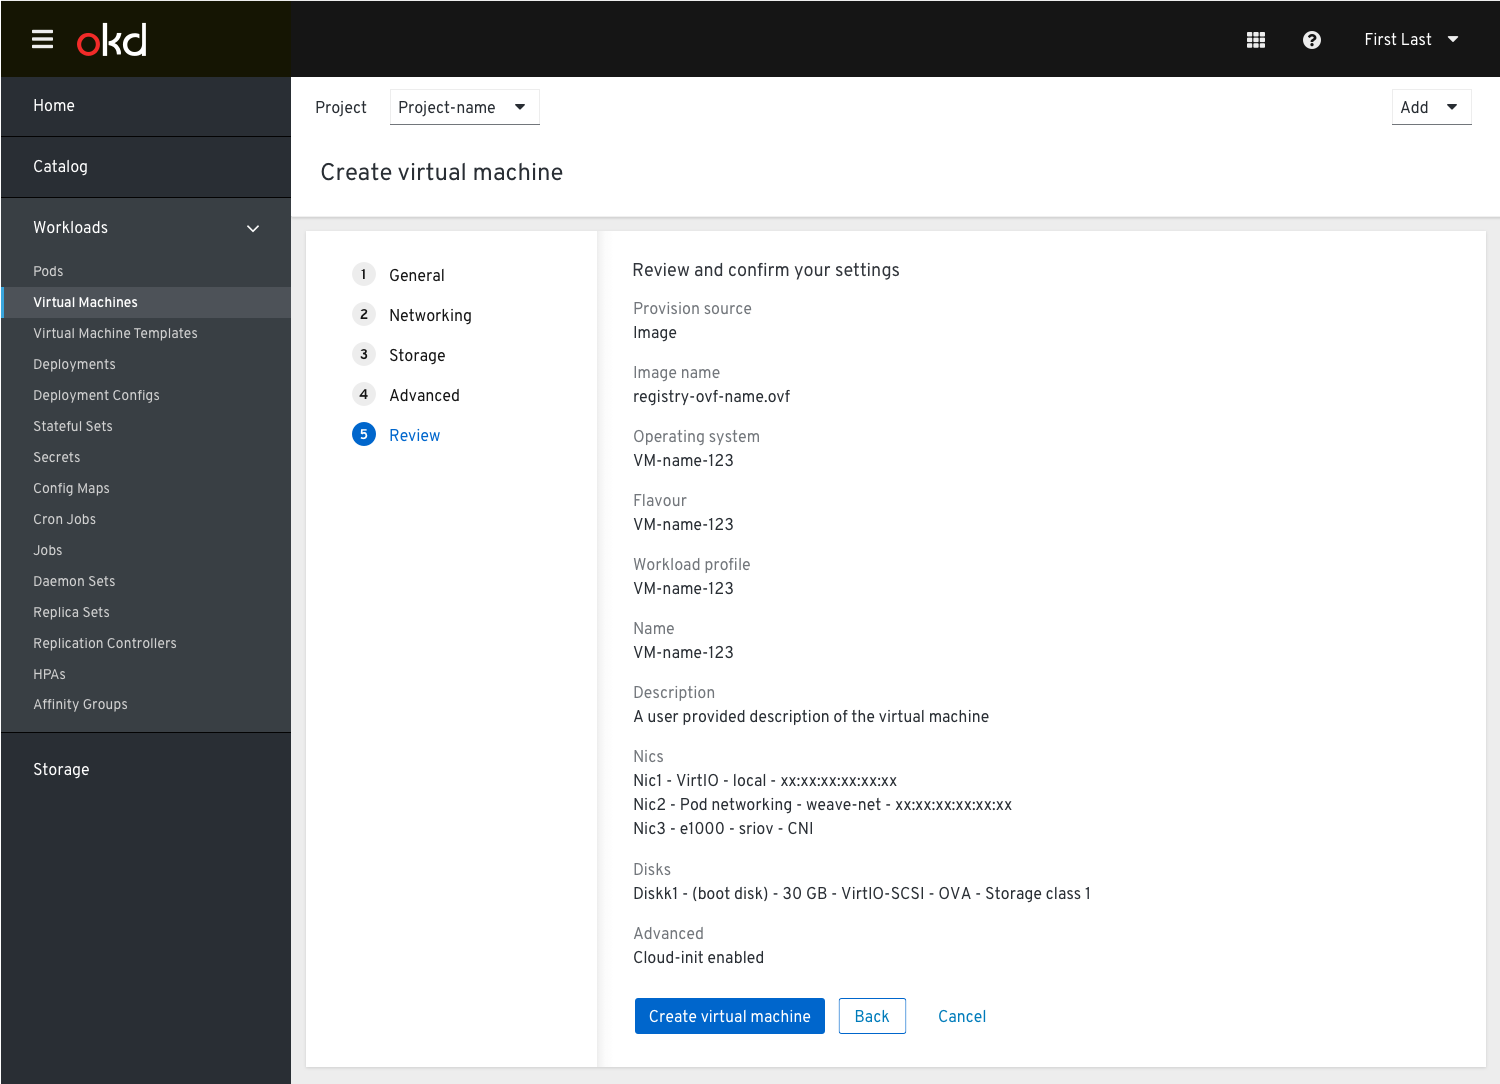 okd
First Last
Home
Catalog
Workloads
Pods
Virtual Machines
Virtual Machine Templates
Deployments
Deployment Configs
Stateful Sets
Secrets
Config Maps
Cron Jobs
Jobs
Daemon Sets
Replica Sets
Replication Controllers
HPAs
Affinity Groups
Storage
Project Project-name
Add
Create virtual machine
1 General
2 Networking
3 Storage
4 Advanced
5 Review
Review and confirm your settings
Provision source
Image
Image name
registry-ovf-name.ovf
Operating system
VM-name-123
Flavour
VM-name-123
Workload profile
VM-name-123
Name
VM-name-123
Description
A user provided description of the virtual machine
Nics
Nic1 - VirtIO - local - xx:xx:xx:xx:xx:xx
Nic2 - Pod networking - weave-net - xx:xx:xx:xx:xx:xx
Nic3 - e1000 - sriov - CNI
Disks
Diskk1 - (boot disk) - 30 GB - VirtIO-SCSI - OVA - Storage class 1
Advanced
Cloud-init enabled
Create virtual machine Back Cancel